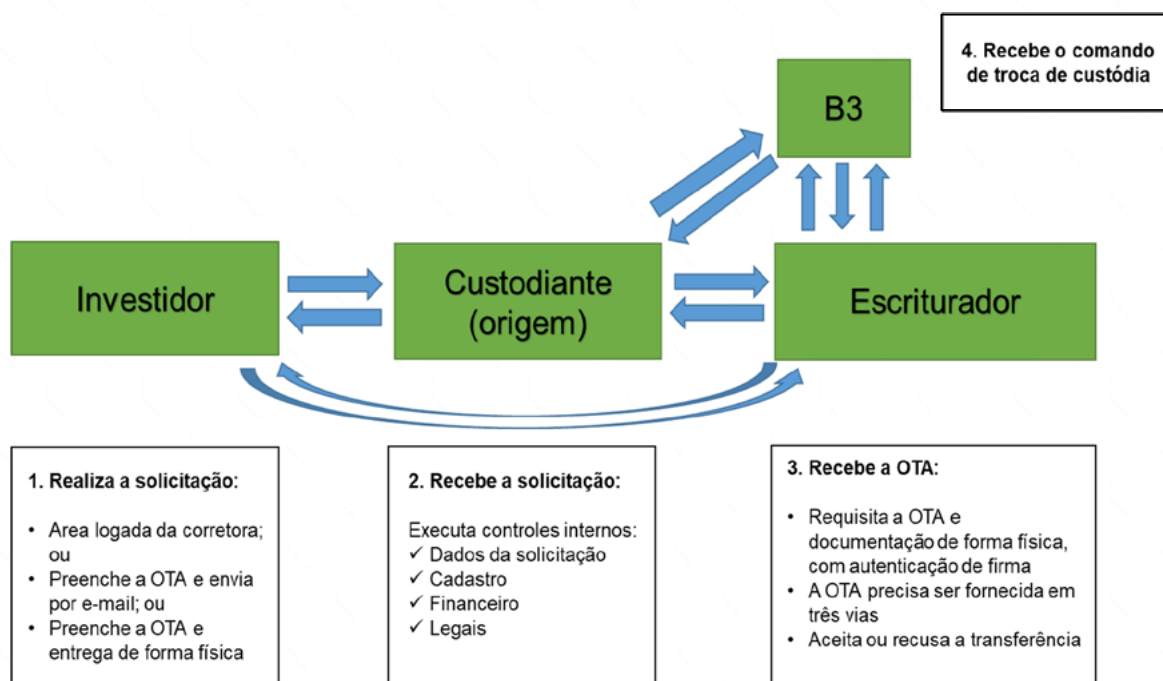 4. Recebe o comando
de troca de custódia
B3
Investidor
Custodiante
(origem)
Escriturador
1. Realiza a solicitação:
• Area logada da corretora;
ou
• Preenche a OTA e envia
por e-mail; ou
• Preenche a OTA e
entrega de forma física
2. Recebe a solicitação:
Executa controles internos:
✓ Dados da solicitação
✓ Cadastro
✓ Financeiro
✓ Legais
3. Recebe a OTA:
• Requisita a OTA e
documentação de forma física,
com autenticação de firma
• A OTA precisa ser fornecida em
três vias
• Aceita ou recusa a transferência